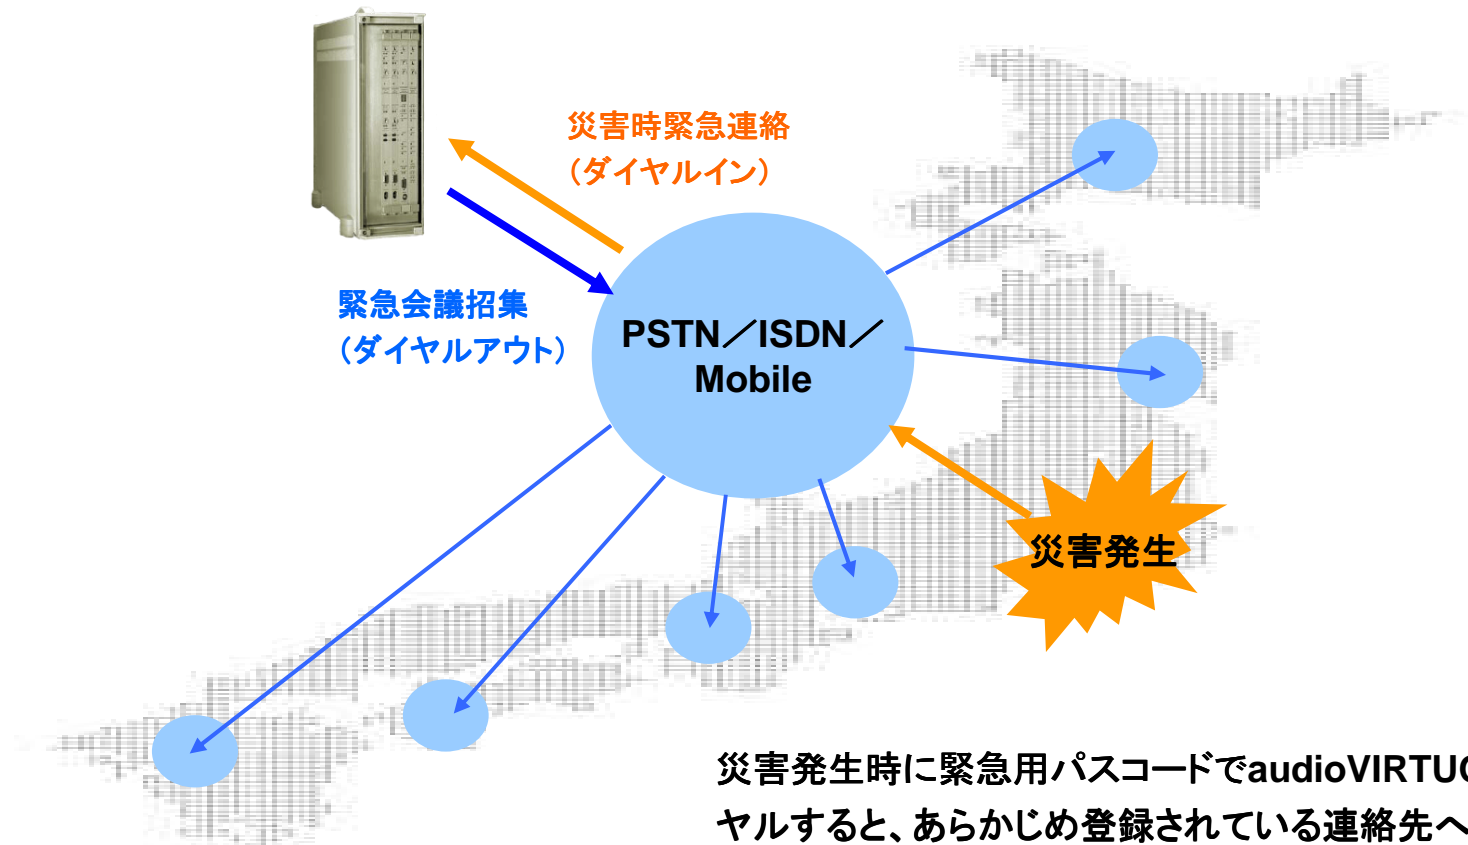 災害時緊急連絡
（ダイヤルイン）
緊急会議招集
（ダイヤルアウト）
PSTN／ISDN／
Mobile
災害発生
災害発生時に緊急用パスコードでaudioVIRTUO
ヤルすると、あらかじめ登録されている連絡先へ